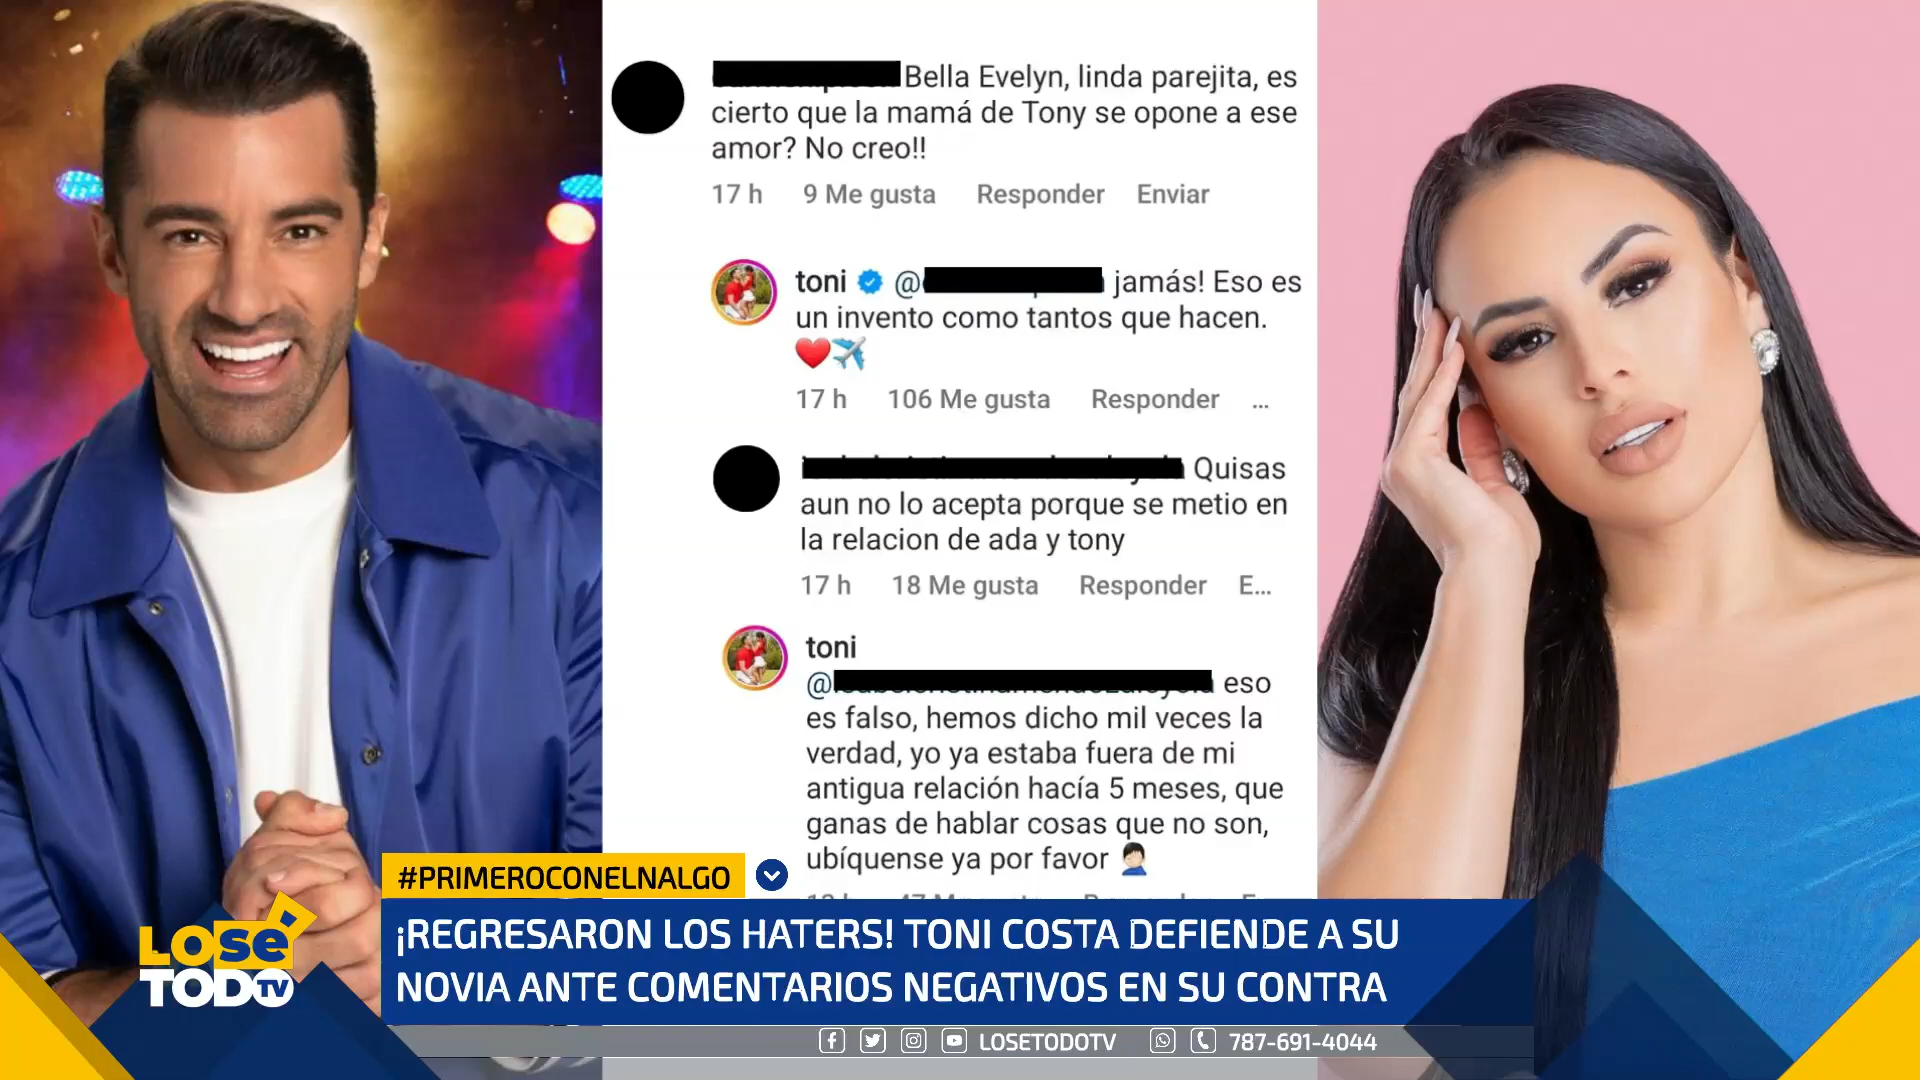 Bella Evelyn, linda parejita, es
cierto que la mamá de Tony se opone a ese
amor? No creo!!
17 h 9 Me gusta Responder Enviar
toni @ jamás! Eso es
un invento como tantos que hacen.
❤️✈️
17 h 106 Me gusta Responder ...
Quisas
aun no lo acepta porque se metio en
la relacion de ada y tony
17 h 18 Me gusta Responder E...
toni
@ eso
es falso, hemos dicho mil veces la
verdad, yo ya estaba fuera de mi
antigua relación hacía 5 meses, que
ganas de hablar cosas que no son,
ubíquense ya por favor 🤦🏻‍♂️
#PRIMEROCONELNALGO
¡REGRESARON LOS HATERS! TONI COSTA DEFIENDE A SU
NOVIA ANTE COMENTARIOS NEGATIVOS EN SU CONTRA
LO sé
TODO TV
LOSETODOTV 787-691-4044